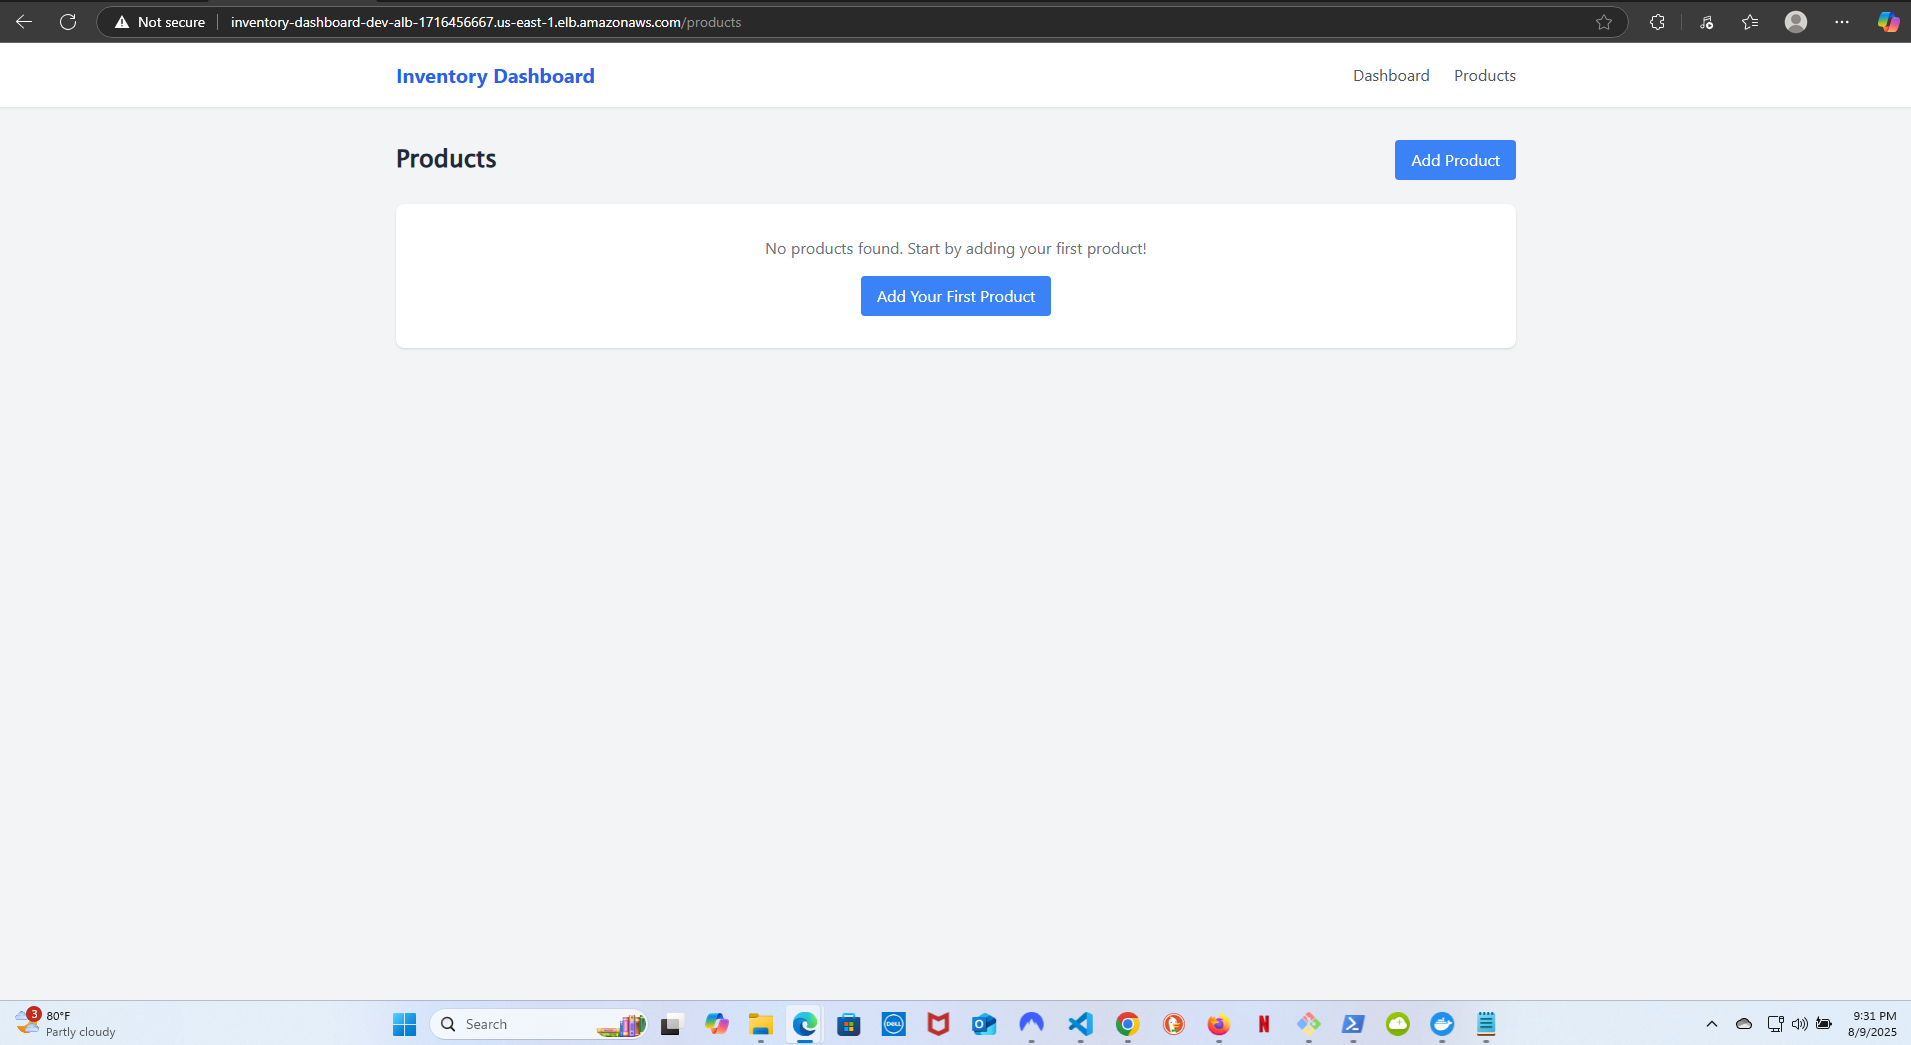 Not secure inventory-dashboard-dev-alb-1716456667.us-east-1.elb.amazonaws.com/products
Inventory Dashboard
Dashboard Products
Products
Add Product
No products found. Start by adding your first product!
Add Your First Product
3
80°F
Partly cloudy
Search
DELL
N
9:31 PM
8/9/2025